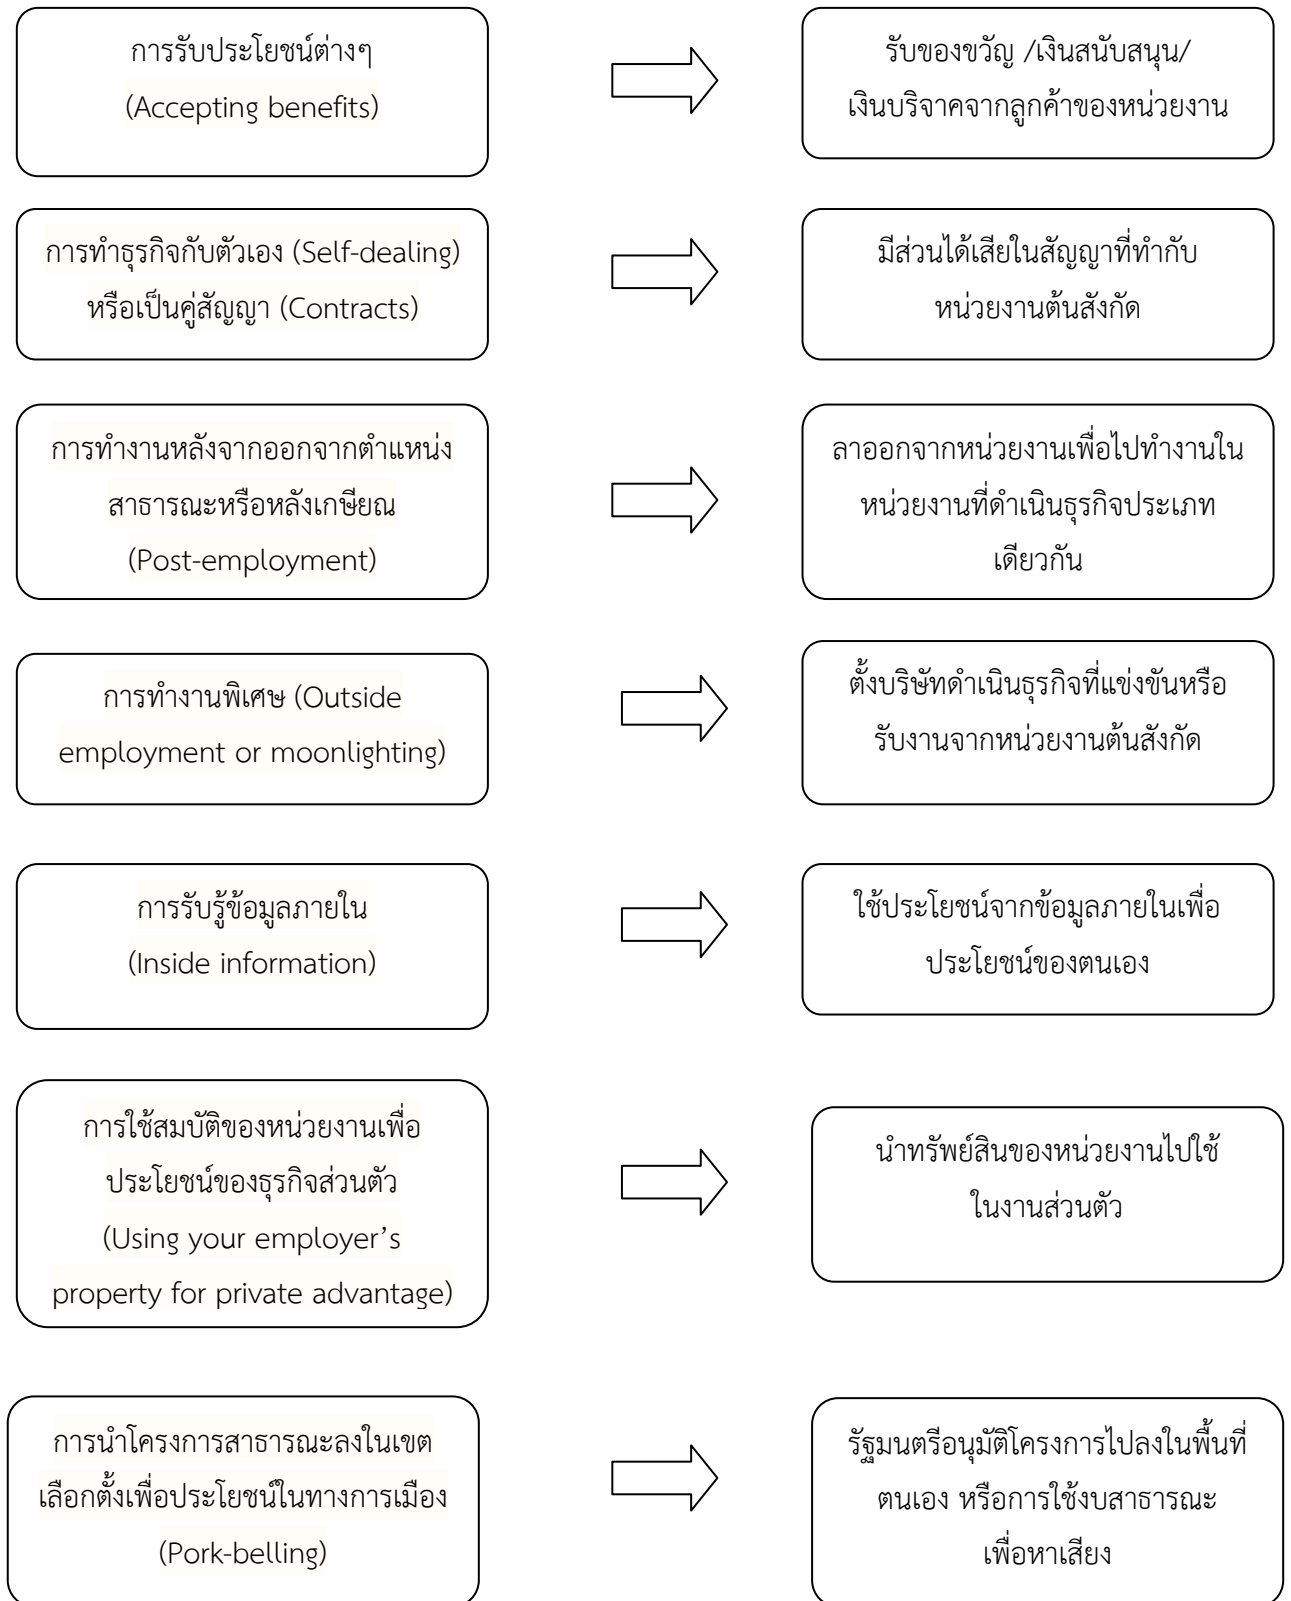 การรับประโยชน์ต่างๆ
(Accepting benefits)
รับของขวัญ /เงินสนับสนุน/
เงินบริจาคจากลูกค้าของหน่วยงาน
การทำธุรกิจกับตัวเอง (Self-dealing)
หรือเป็นคู่สัญญา (Contracts)
มีส่วนได้เสียในสัญญาที่ทำกับ
หน่วยงานต้นสังกัด
การทำงานหลังจากออกจากตำแหน่ง
สาธารณะหรือหลังเกษียณ
(Post-employment)
ลาออกจากหน่วยงานเพื่อไปทำงานใน
หน่วยงานที่ดำเนินธุรกิจประเภท
เดียวกัน
การทำงานพิเศษ (Outside
employment or moonlighting)
ตั้งบริษัทดำเนินธุรกิจที่แข่งขันหรือ
รับงานจากหน่วยงานต้นสังกัด
การรับรู้ข้อมูลภายใน
(Inside information)
ใช้ประโยชน์จากข้อมูลภายในเพื่อ
ประโยชน์ของตนเอง
การใช้สมบัติของหน่วยงานเพื่อ
ประโยชน์ของธุรกิจส่วนตัว
(Using your employer’s
property for private advantage)
นำทรัพย์สินของหน่วยงานไปใช้
ในงานส่วนตัว
การนำโครงการสาธารณะลงในเขต
เลือกตั้งเพื่อประโยชน์ในทางการเมือง
(Pork-belling)
รัฐมนตรีอนุมัติโครงการไปลงในพื้นที่
ตนเอง หรือการใช้งบสาธารณะ
เพื่อหาเสียง